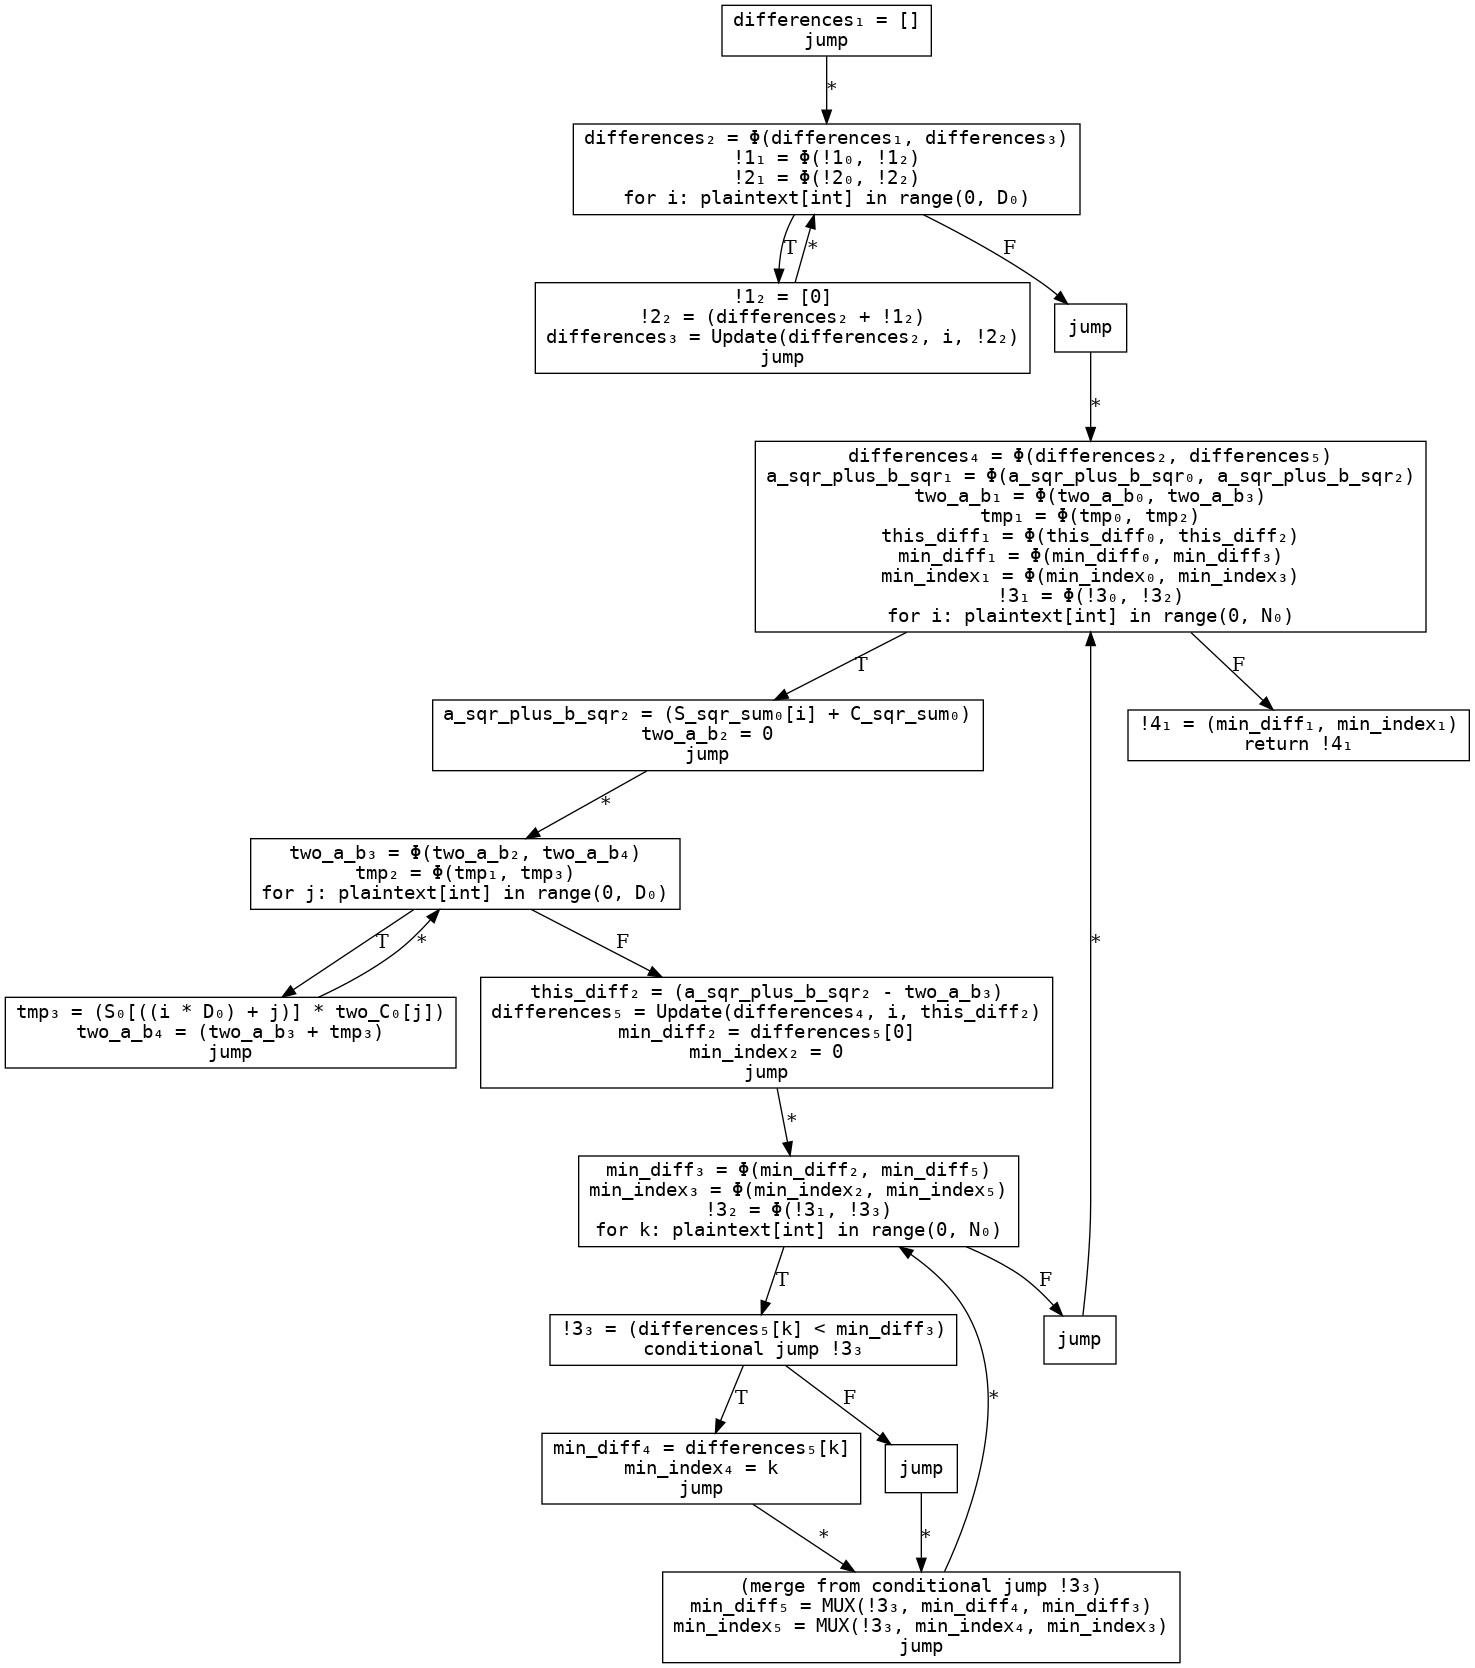 differences₁ = []
jump
*
differences₂ = Φ(differences₁, differences₃)
!1₁ = Φ(!1₀, !1₂)
!2₁ = Φ(!2₀, !2₂)
for i: plaintext[int] in range(0, D₀)
T
*
F
!1₂ = [0]
!2₂ = (differences₂ + !1₂)
differences₃ = Update(differences₂, i, !2₂)
jump
jump
*
differences₄ = Φ(differences₂, differences₅)
a_sqr_plus_b_sqr₁ = Φ(a_sqr_plus_b_sqr₀, a_sqr_plus_b_sqr₂)
two_a_b₁ = Φ(two_a_b₀, two_a_b₃)
tmp₁ = Φ(tmp₀, tmp₂)
this_diff₁ = Φ(this_diff₀, this_diff₂)
min_diff₁ = Φ(min_diff₀, min_diff₃)
min_index₁ = Φ(min_index₀, min_index₃)
!3₁ = Φ(!3₀, !3₂)
for i: plaintext[int] in range(0, N₀)
T
F
a_sqr_plus_b_sqr₂ = (S_sqr_sum₀[i] + C_sqr_sum₀)
two_a_b₂ = 0
jump
!4₁ = (min_diff₁, min_index₁)
return !4₁
*
two_a_b₃ = Φ(two_a_b₂, two_a_b₄)
tmp₂ = Φ(tmp₁, tmp₃)
for j: plaintext[int] in range(0, D₀)
T
*
F
*
tmp₃ = (S₀[((i * D₀) + j)] * two_C₀[j])
two_a_b₄ = (two_a_b₃ + tmp₃)
jump
this_diff₂ = (a_sqr_plus_b_sqr₂ - two_a_b₃)
differences₅ = Update(differences₄, i, this_diff₂)
min_diff₂ = differences₅[0]
min_index₂ = 0
jump
*
min_diff₃ = Φ(min_diff₂, min_diff₅)
min_index₃ = Φ(min_index₂, min_index₅)
!3₂ = Φ(!3₁, !3₃)
for k: plaintext[int] in range(0, N₀)
T
F
!3₃ = (differences₅[k] < min_diff₃)
conditional jump !3₃
jump
T
F
*
min_diff₄ = differences₅[k]
min_index₄ = k
jump
jump
*
*
(merge from conditional jump !3₃)
min_diff₅ = MUX(!3₃, min_diff₄, min_diff₃)
min_index₅ = MUX(!3₃, min_index₄, min_index₃)
jump